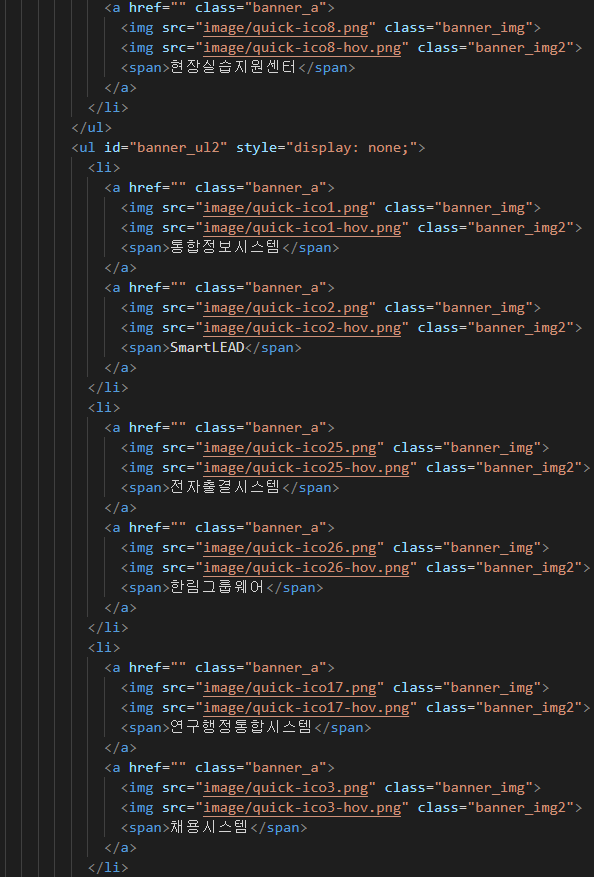 <a href="" class="banner_a">
<img src="image/quick-ico8.png" class="banner_img">
<img src="image/quick-ico8-hov.png" class="banner_img2">
<span>현장실습지원센터</span>
</a>
</li>
</ul>
<ul id="banner_ul2" style="display: none;">
<li>
<a href="" class="banner_a">
<img src="image/quick-ico1.png" class="banner_img">
<img src="image/quick-ico1-hov.png" class="banner_img2">
<span>통합정보시스템</span>
</a>
<a href="" class="banner_a">
<img src="image/quick-ico2.png" class="banner_img">
<img src="image/quick-ico2-hov.png" class="banner_img2">
<span>SmartLEAD</span>
</a>
</li>
<li>
<a href="" class="banner_a">
<img src="image/quick-ico25.png" class="banner_img">
<img src="image/quick-ico25-hov.png" class="banner_img2">
<span>전자출결시스템</span>
</a>
<a href="" class="banner_a">
<img src="image/quick-ico26.png" class="banner_img">
<img src="image/quick-ico26-hov.png" class="banner_img2">
<span>한림그룹웨어</span>
</a>
</li>
<li>
<a href="" class="banner_a">
<img src="image/quick-ico17.png" class="banner_img">
<img src="image/quick-ico17-hov.png" class="banner_img2">
<span>연구행정통합시스템</span>
</a>
<a href="" class="banner_a">
<img src="image/quick-ico3.png" class="banner_img">
<img src="image/quick-ico3-hov.png" class="banner_img2">
<span>채용시스템</span>
</a>
</li>